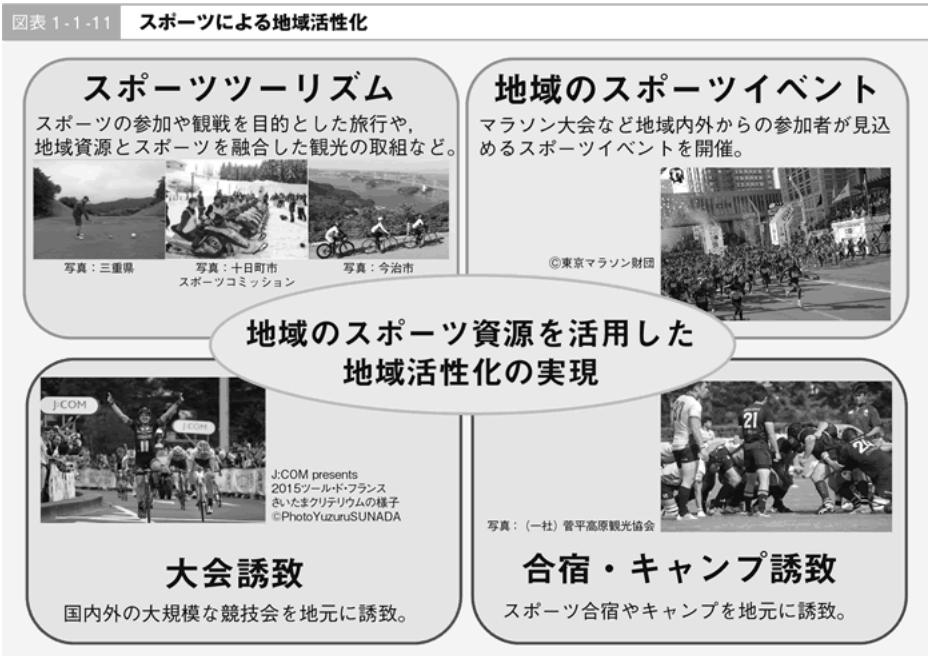 図表 1-1-11 スポーツによる地域活性化
スポーツツーリズム
スポーツの参加や観戦を目的とした旅行や,
地域資源とスポーツを融合した観光の取組など。
写真：三重県
写真：十日町市
スポーツコミッション
写真：今治市
地域のスポーツイベント
マラソン大会など地域内外からの参加者が見込
めるスポーツイベントを開催。
©東京マラソン財団
地域のスポーツ資源を活用した
地域活性化の実現
J:COM
J:COM
11
J:COM presents
2015ツール・ド・フランス
さいたまクリテリウムの様子
©PhotoYuzuruSUNADA
大会誘致
国内外の大規模な競技会を地元に誘致。
21
写真：（一社）菅平高原観光協会
合宿・キャンプ誘致
スポーツ合宿やキャンプを地元に誘致。